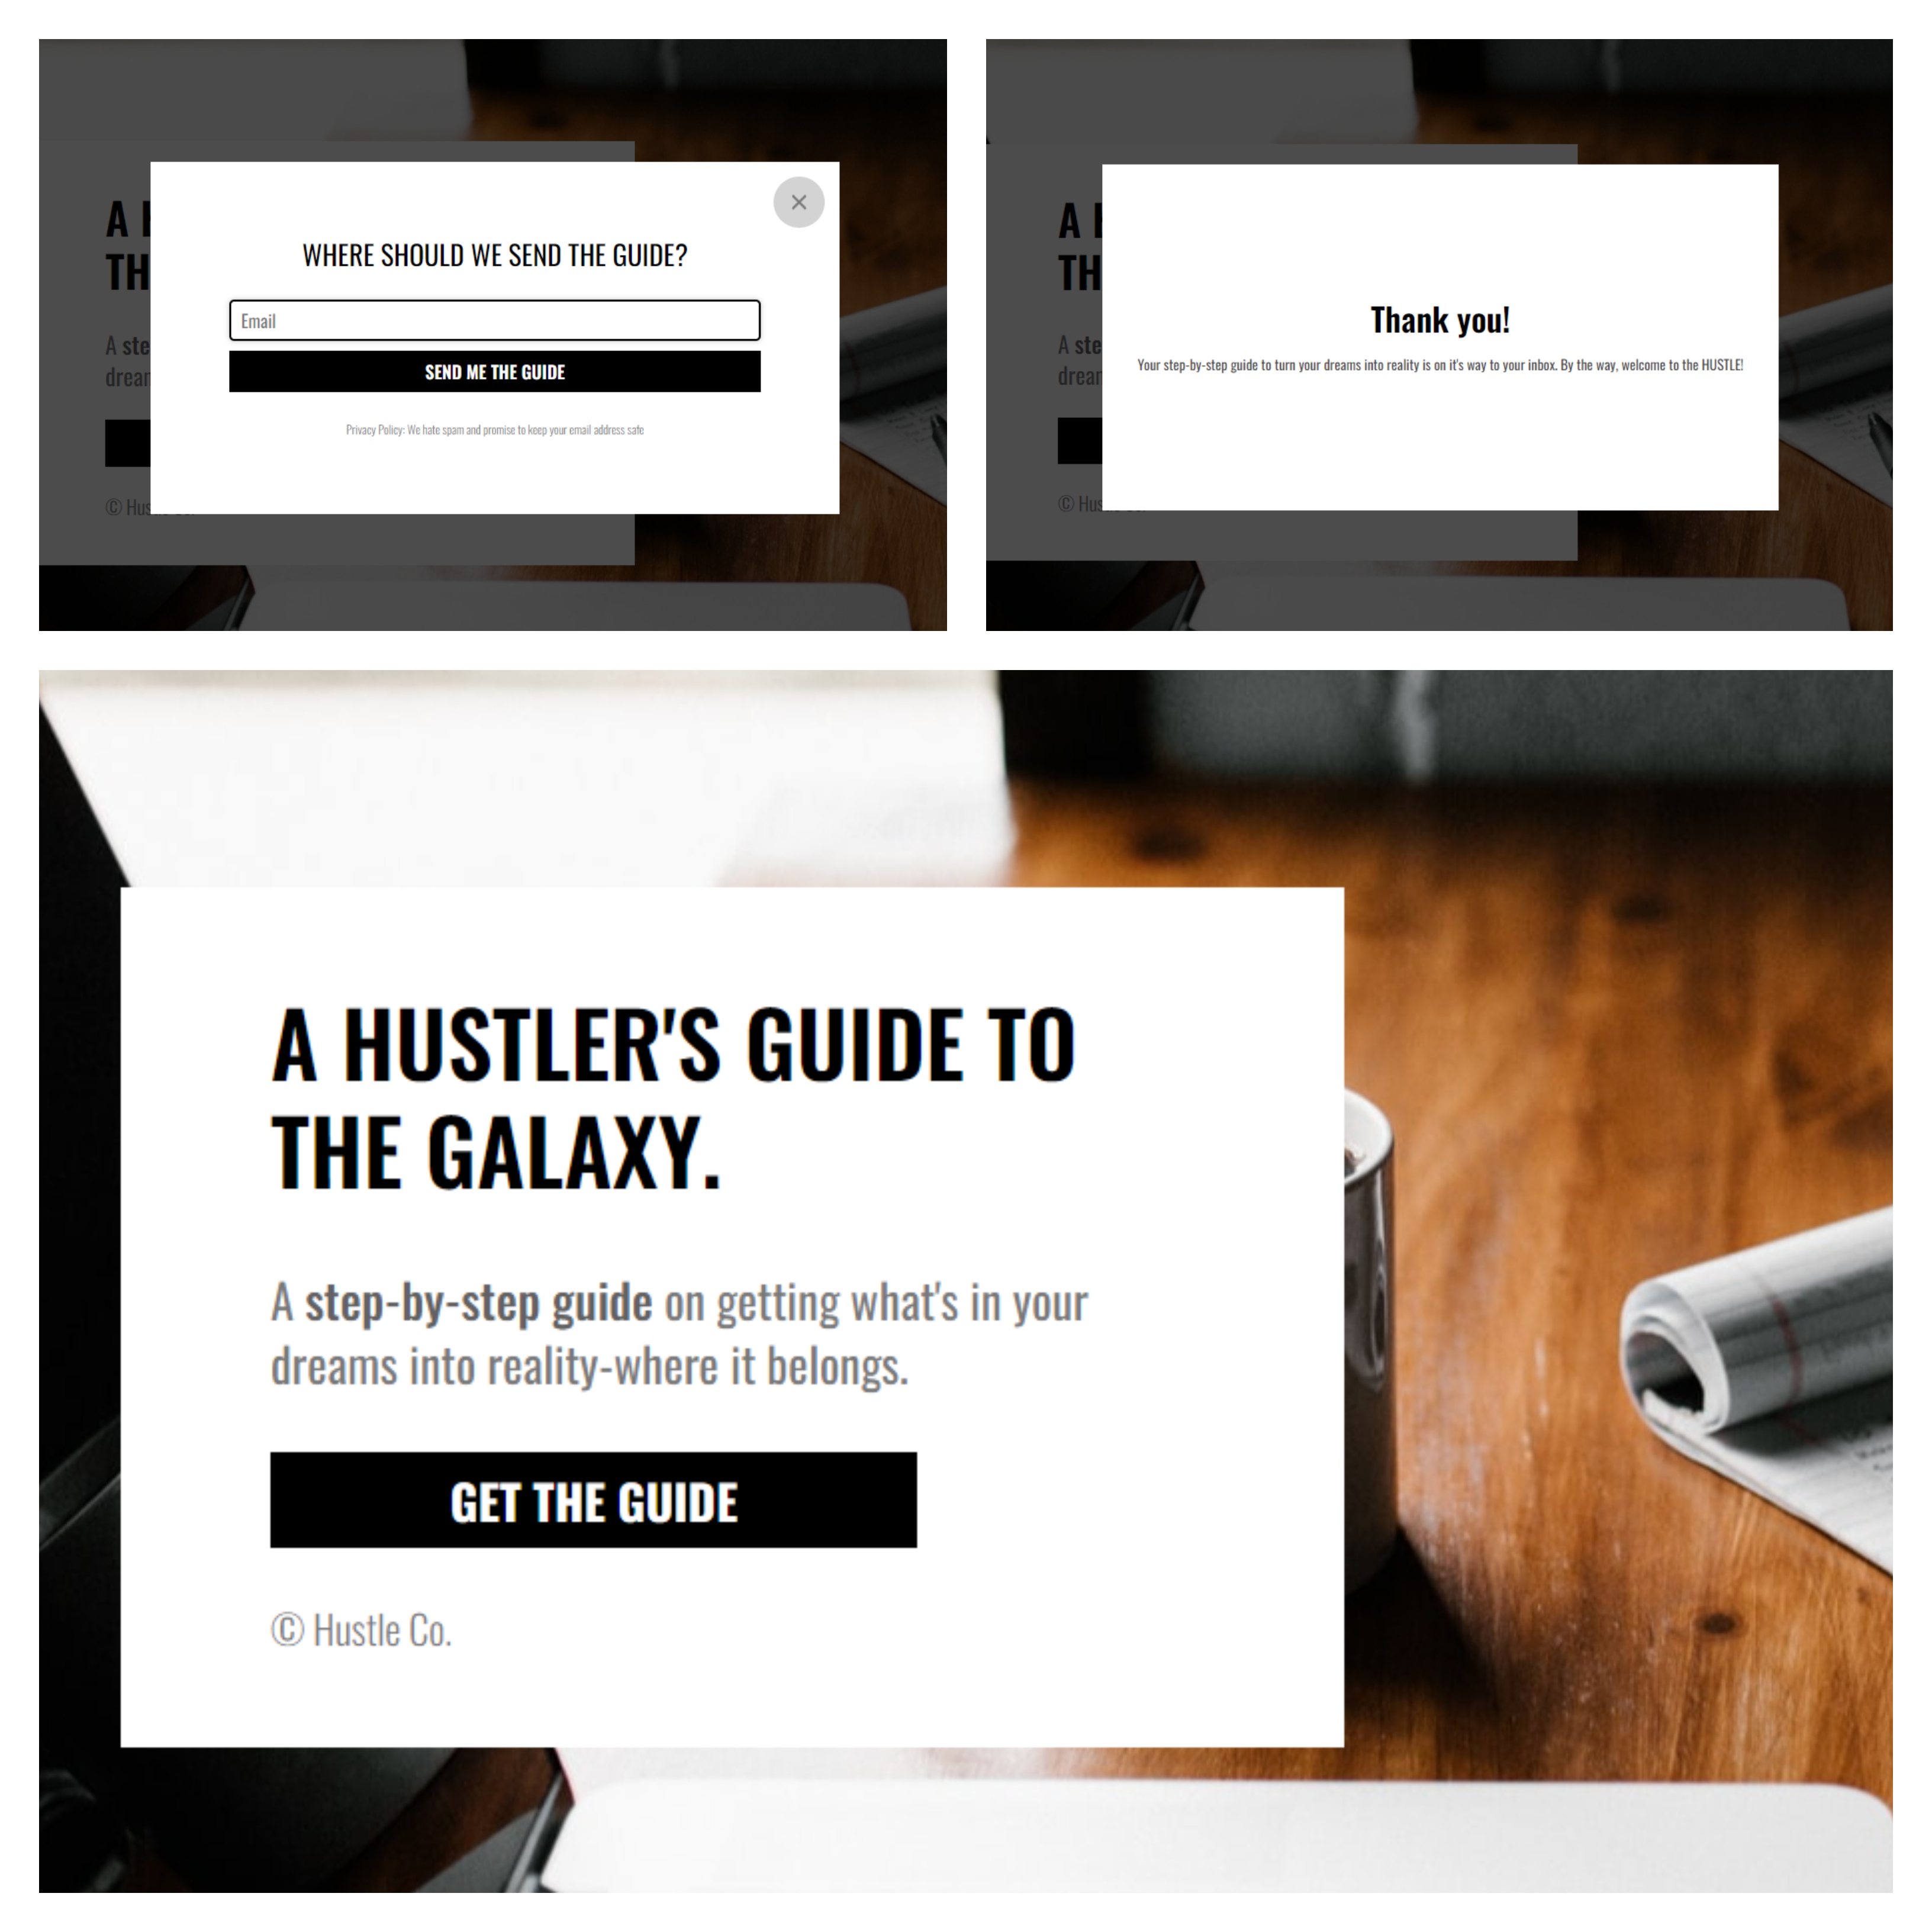 A
TH
WHERE SHOULD WE SEND THE GUIDE?
Email
SEND ME THE GUIDE
Privacy Policy: We hate spam and promise to keep your email address safe
A ste
drean
© Hus
A
TH
Thank you!
Your step-by-step guide to turn your dreams into reality is on it's way to your inbox. By the way, welcome to the HUSTLE!
A ste
drean
© Hus
A HUSTLER'S GUIDE TO
THE GALAXY.
A step-by-step guide on getting what's in your
dreams into reality-where it belongs.
GET THE GUIDE
© Hustle Co.